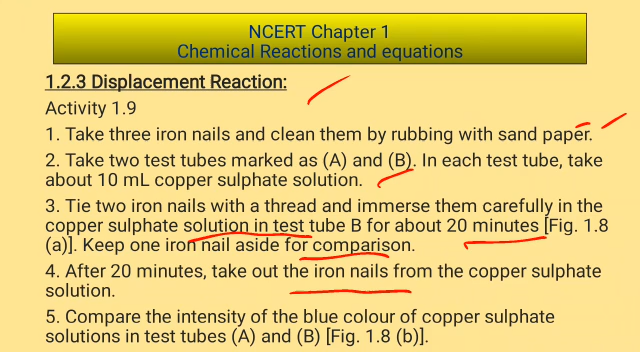 NCERT Chapter 1
Chemical Reactions and equations
1.2.3 Displacement Reaction:
Activity 1.9
1. Take three iron nails and clean them by rubbing with sand paper.
2. Take two test tubes marked as (A) and (B). In each test tube, take
about 10 mL copper sulphate solution.
3. Tie two iron nails with a thread and immerse them carefully in the
copper sulphate solution in test tube B for about 20 minutes [Fig. 1.8
(a)]. Keep one iron nail aside for comparison.
4. After 20 minutes, take out the iron nails from the copper sulphate
solution.
5. Compare the intensity of the blue colour of copper sulphate
solutions in test tubes (A) and (B) [Fig. 1.8 (b)].